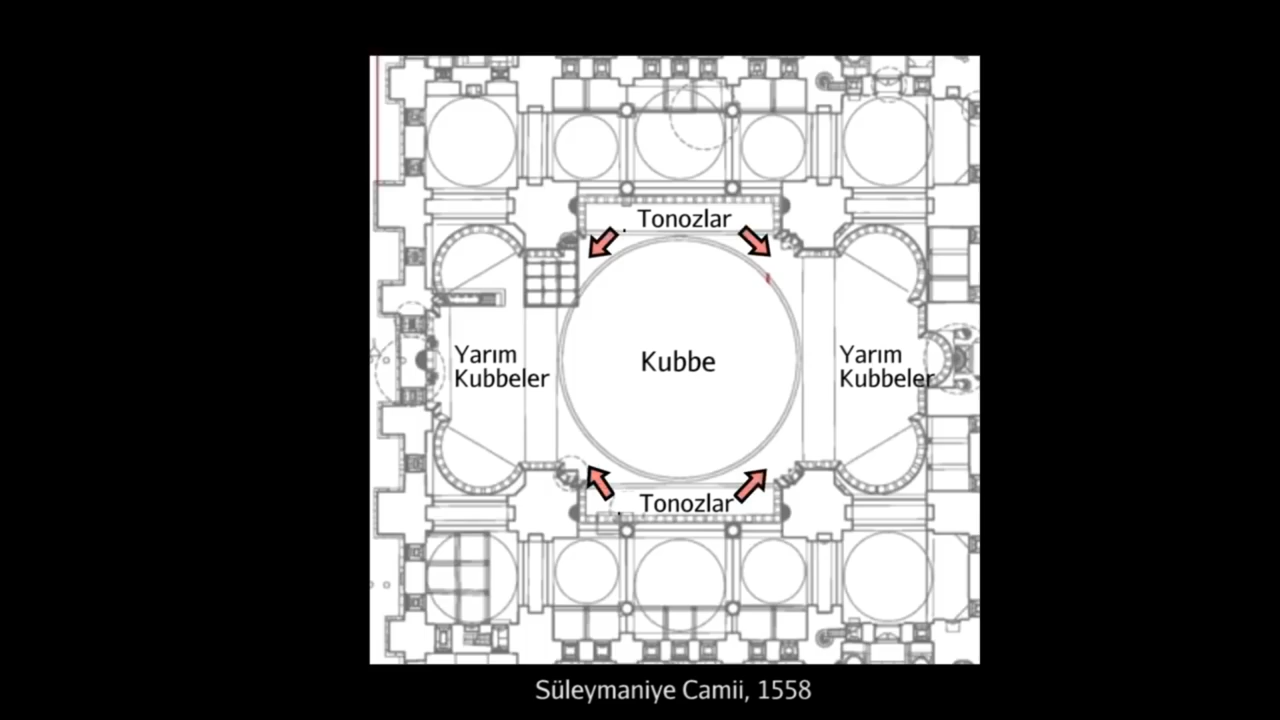 Tonozlar
Yarım
Kubbeler
Kubbe
Yarım
Kubbeler
Tonozlar
Süleymaniye Camii, 1558